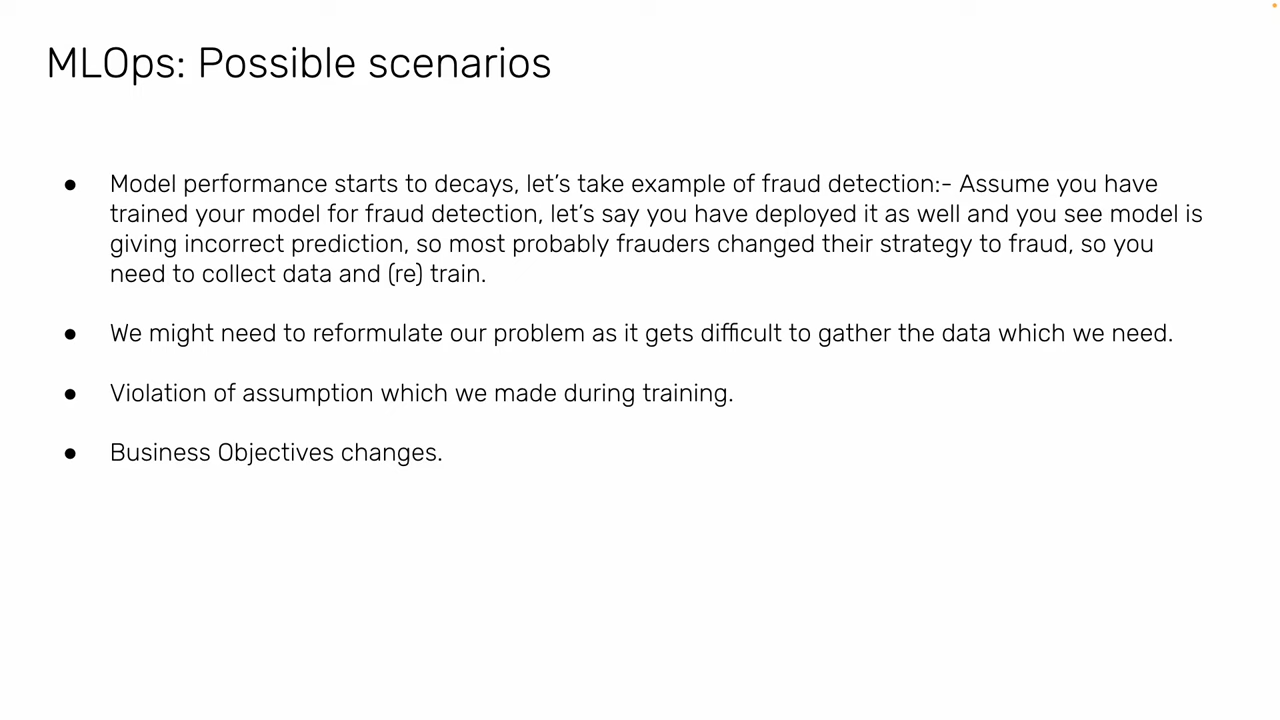 MLOps: Possible scenarios
● Model performance starts to decays, let's take example of fraud detection:- Assume you have
trained your model for fraud detection, let's say you have deployed it as well and you see model is
giving incorrect prediction, so most probably frauders changed their strategy to fraud, so you
need to collect data and (re) train.
● We might need to reformulate our problem as it gets difficult to gather the data which we need.
● Violation of assumption which we made during training.
● Business Objectives changes.